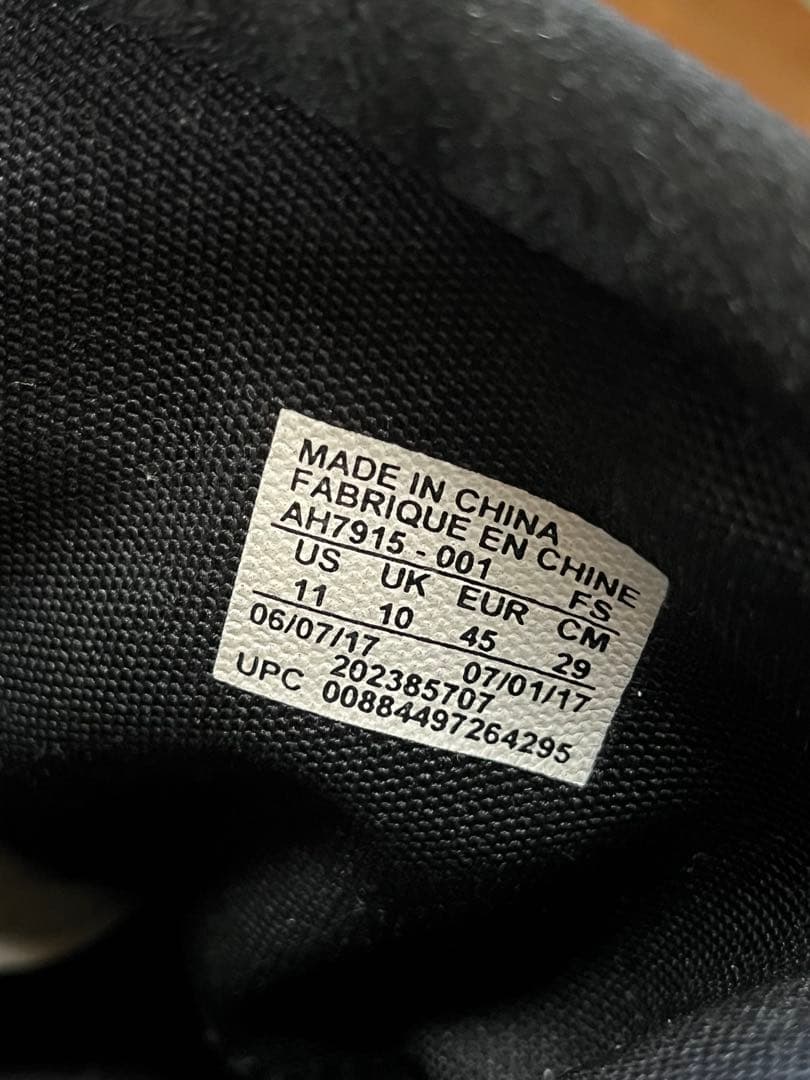 MADE IN CHINA
FABRIQUE EN CHINE
AH7915 - 001 FS
US UK EUR CM
11 10 45 29
06/07/17 07/01/17
202385707
UPC 00884497264295